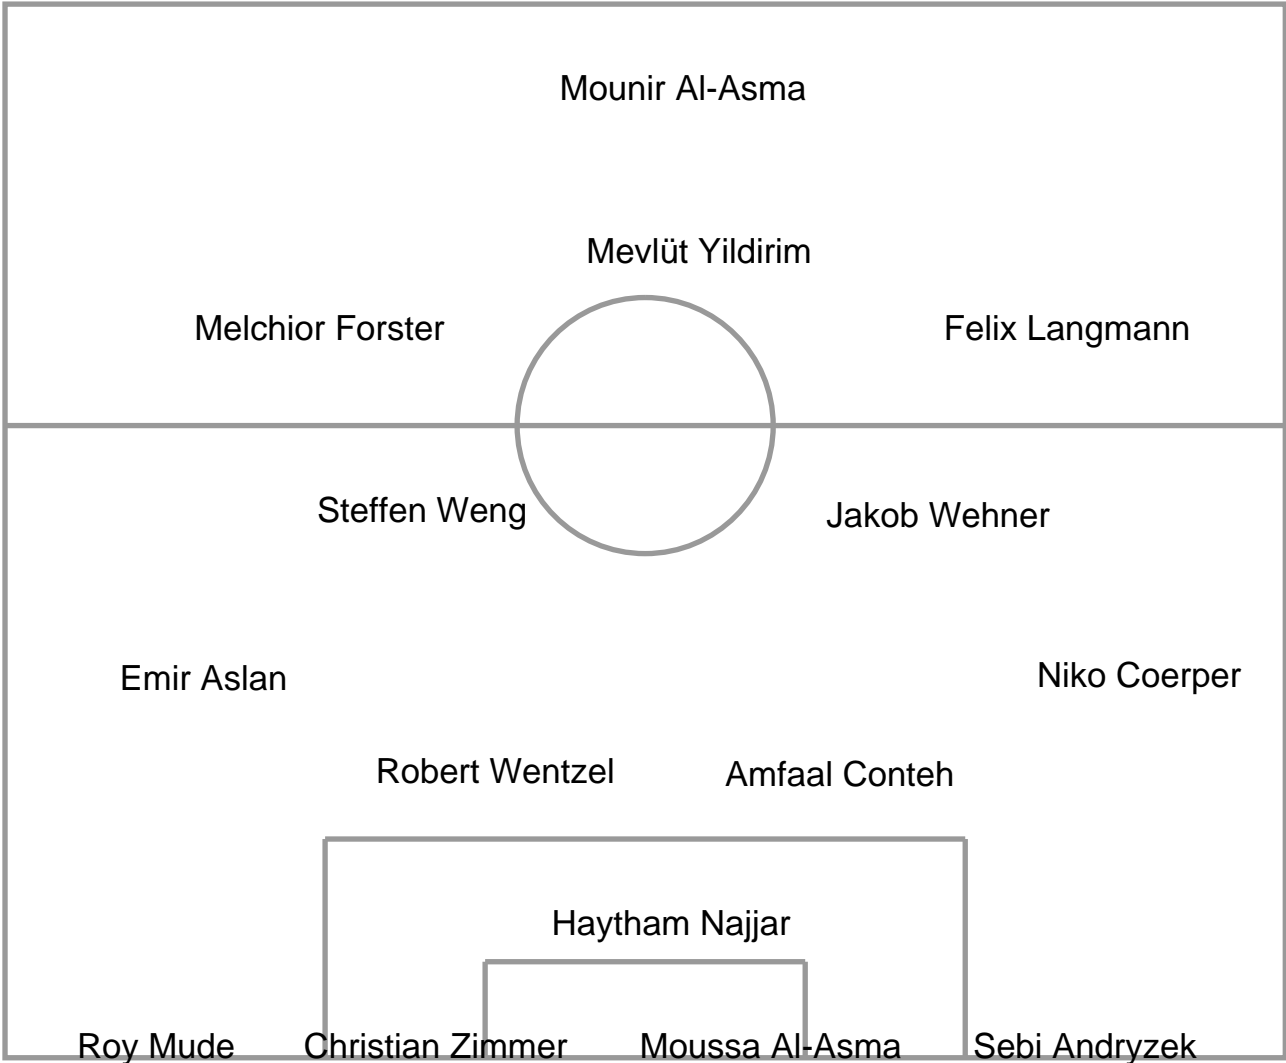 Mounir Al-Asma
Mevlüt Yildirim
Melchior Forster Felix Langmann
Steffen Weng Jakob Wehner
Emir Aslan Niko Coerper
Robert Wentzel Amfaal Conteh
Haytham Najjar
Roy Mude Christian Zimmer Moussa Al-Asma Sebi Andryzek